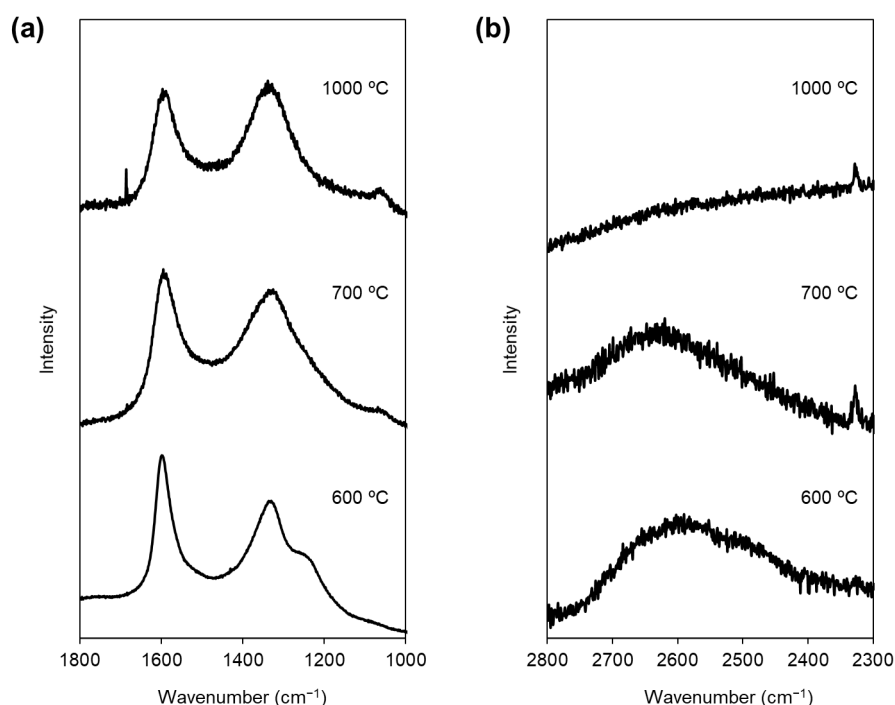 (a)
1000 ºC
700 ºC
600 ºC
Intensity
1800 1600 1400 1200 1000
Wavenumber (cm⁻¹)
(b)
1000 ºC
700 ºC
600 ºC
Intensity
2800 2700 2600 2500 2400 2300
Wavenumber (cm⁻¹)